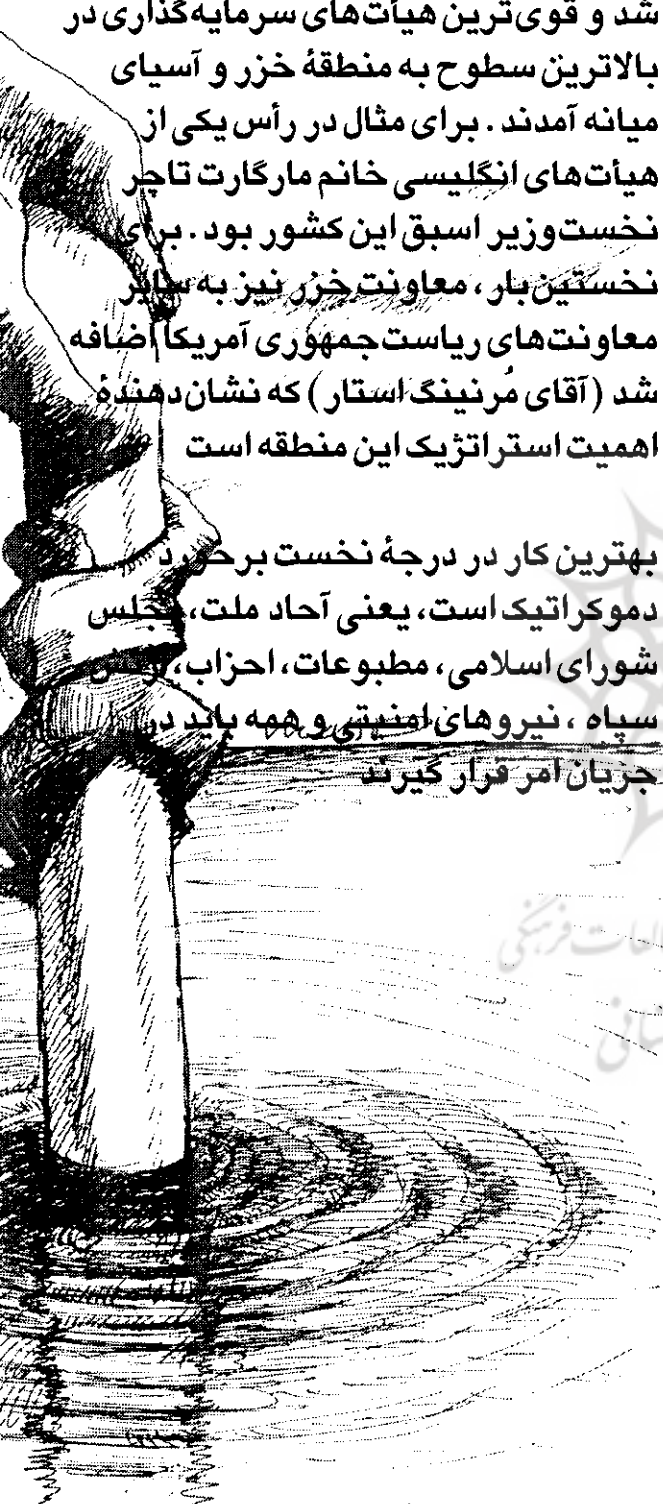 شد و قوی‌ترین هیأت‌های سرمایه‌گذاری در
بالاترین سطوح به منطقهٔ خزر و آسیای
میانه آمدند. برای مثال در رأس یکی از
هیأت‌های انگلیسی خانم مارگارت تاچر
نخست‌وزیر اسبق این کشور بود. برای
نخستین‌بار، معاونت خزر نیز به سایر
معاونت‌های ریاست‌جمهوری آمریکا اضافه
شد (آقای مُرنینگ استار) که نشان‌دهندهٔ
اهمیت استراتژیک این منطقه است
بهترین کار در درجهٔ نخست برخورد
دموکراتیک است، یعنی آحاد ملت، مجلس
شورای اسلامی، مطبوعات، احزاب،
سپاه، نیروهای امنیتی و همه باید در
جریان امر قرار گیرند
فرهنگی